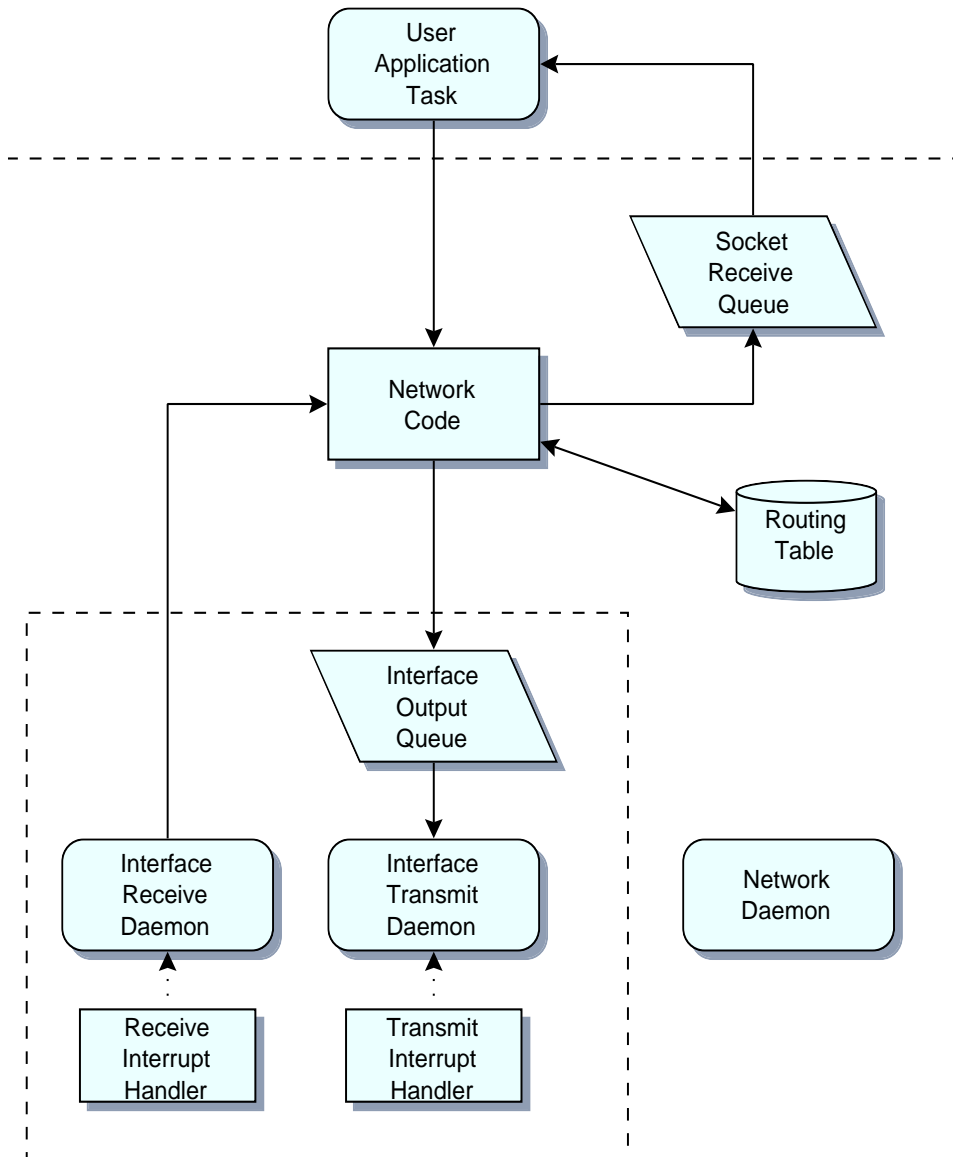 User
Application
Task
Socket
Receive
Queue
Network
Code
Routing
Table
Interface
Output
Queue
Interface
Receive
Daemon
Interface
Transmit
Daemon
Network
Daemon
Receive
Interrupt
Handler
Transmit
Interrupt
Handler